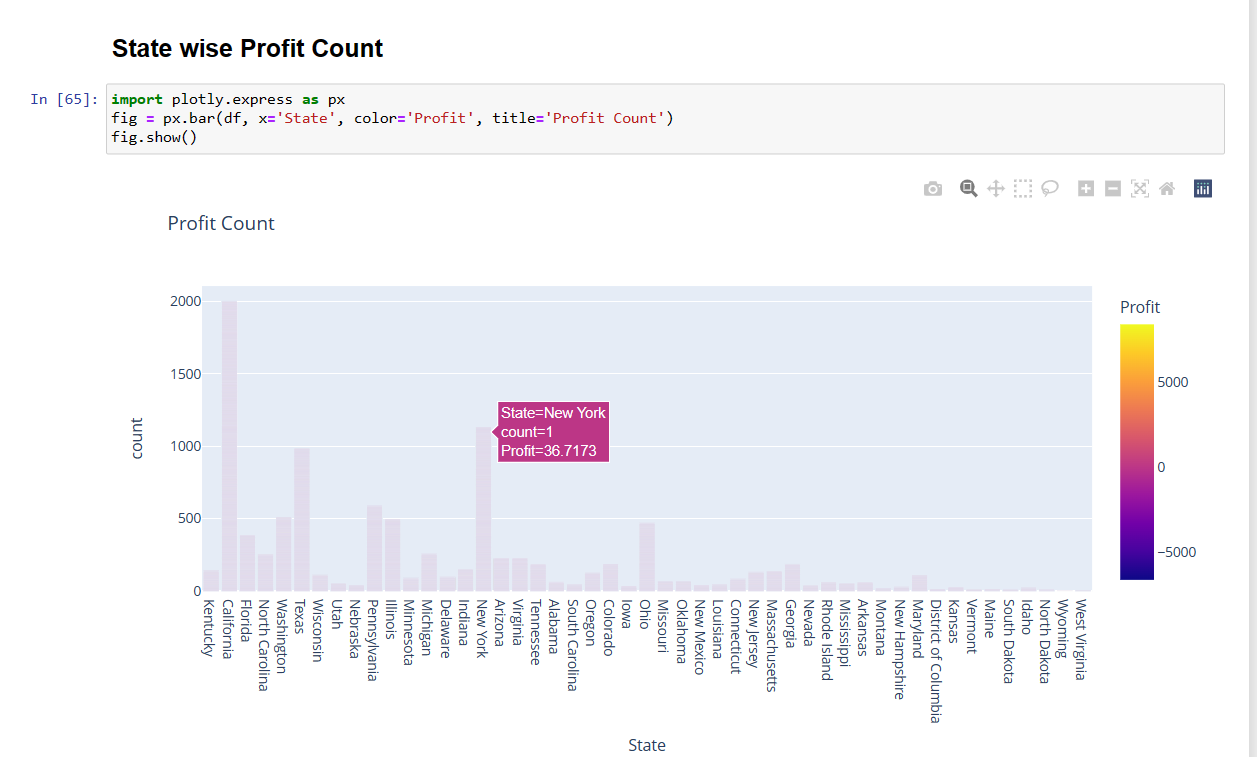 State wise Profit Count
In [65]:
import plotly.express as px
fig = px.bar(df, x='State', color='Profit', title='Profit Count')
fig.show()
Profit Count
Profit
2000
1500
1000
500
0
count
State=New York
count=1
Profit=36.7173
5000
0
−5000
Kentucky
California
Florida
North Carolina
Washington
Texas
Wisconsin
Utah
Nebraska
Pennsylvania
Illinois
Minnesota
Michigan
Delaware
Indiana
New York
Arizona
Virginia
Tennessee
Alabama
South Carolina
Oregon
Colorado
Iowa
Ohio
Missouri
Oklahoma
New Mexico
Louisiana
Connecticut
New Jersey
Massachusetts
Georgia
Nevada
Rhode Island
Mississippi
Arkansas
Montana
New Hampshire
Maryland
District of Columbia
Kansas
Vermont
Maine
South Dakota
Idaho
North Dakota
Wyoming
West Virginia
State